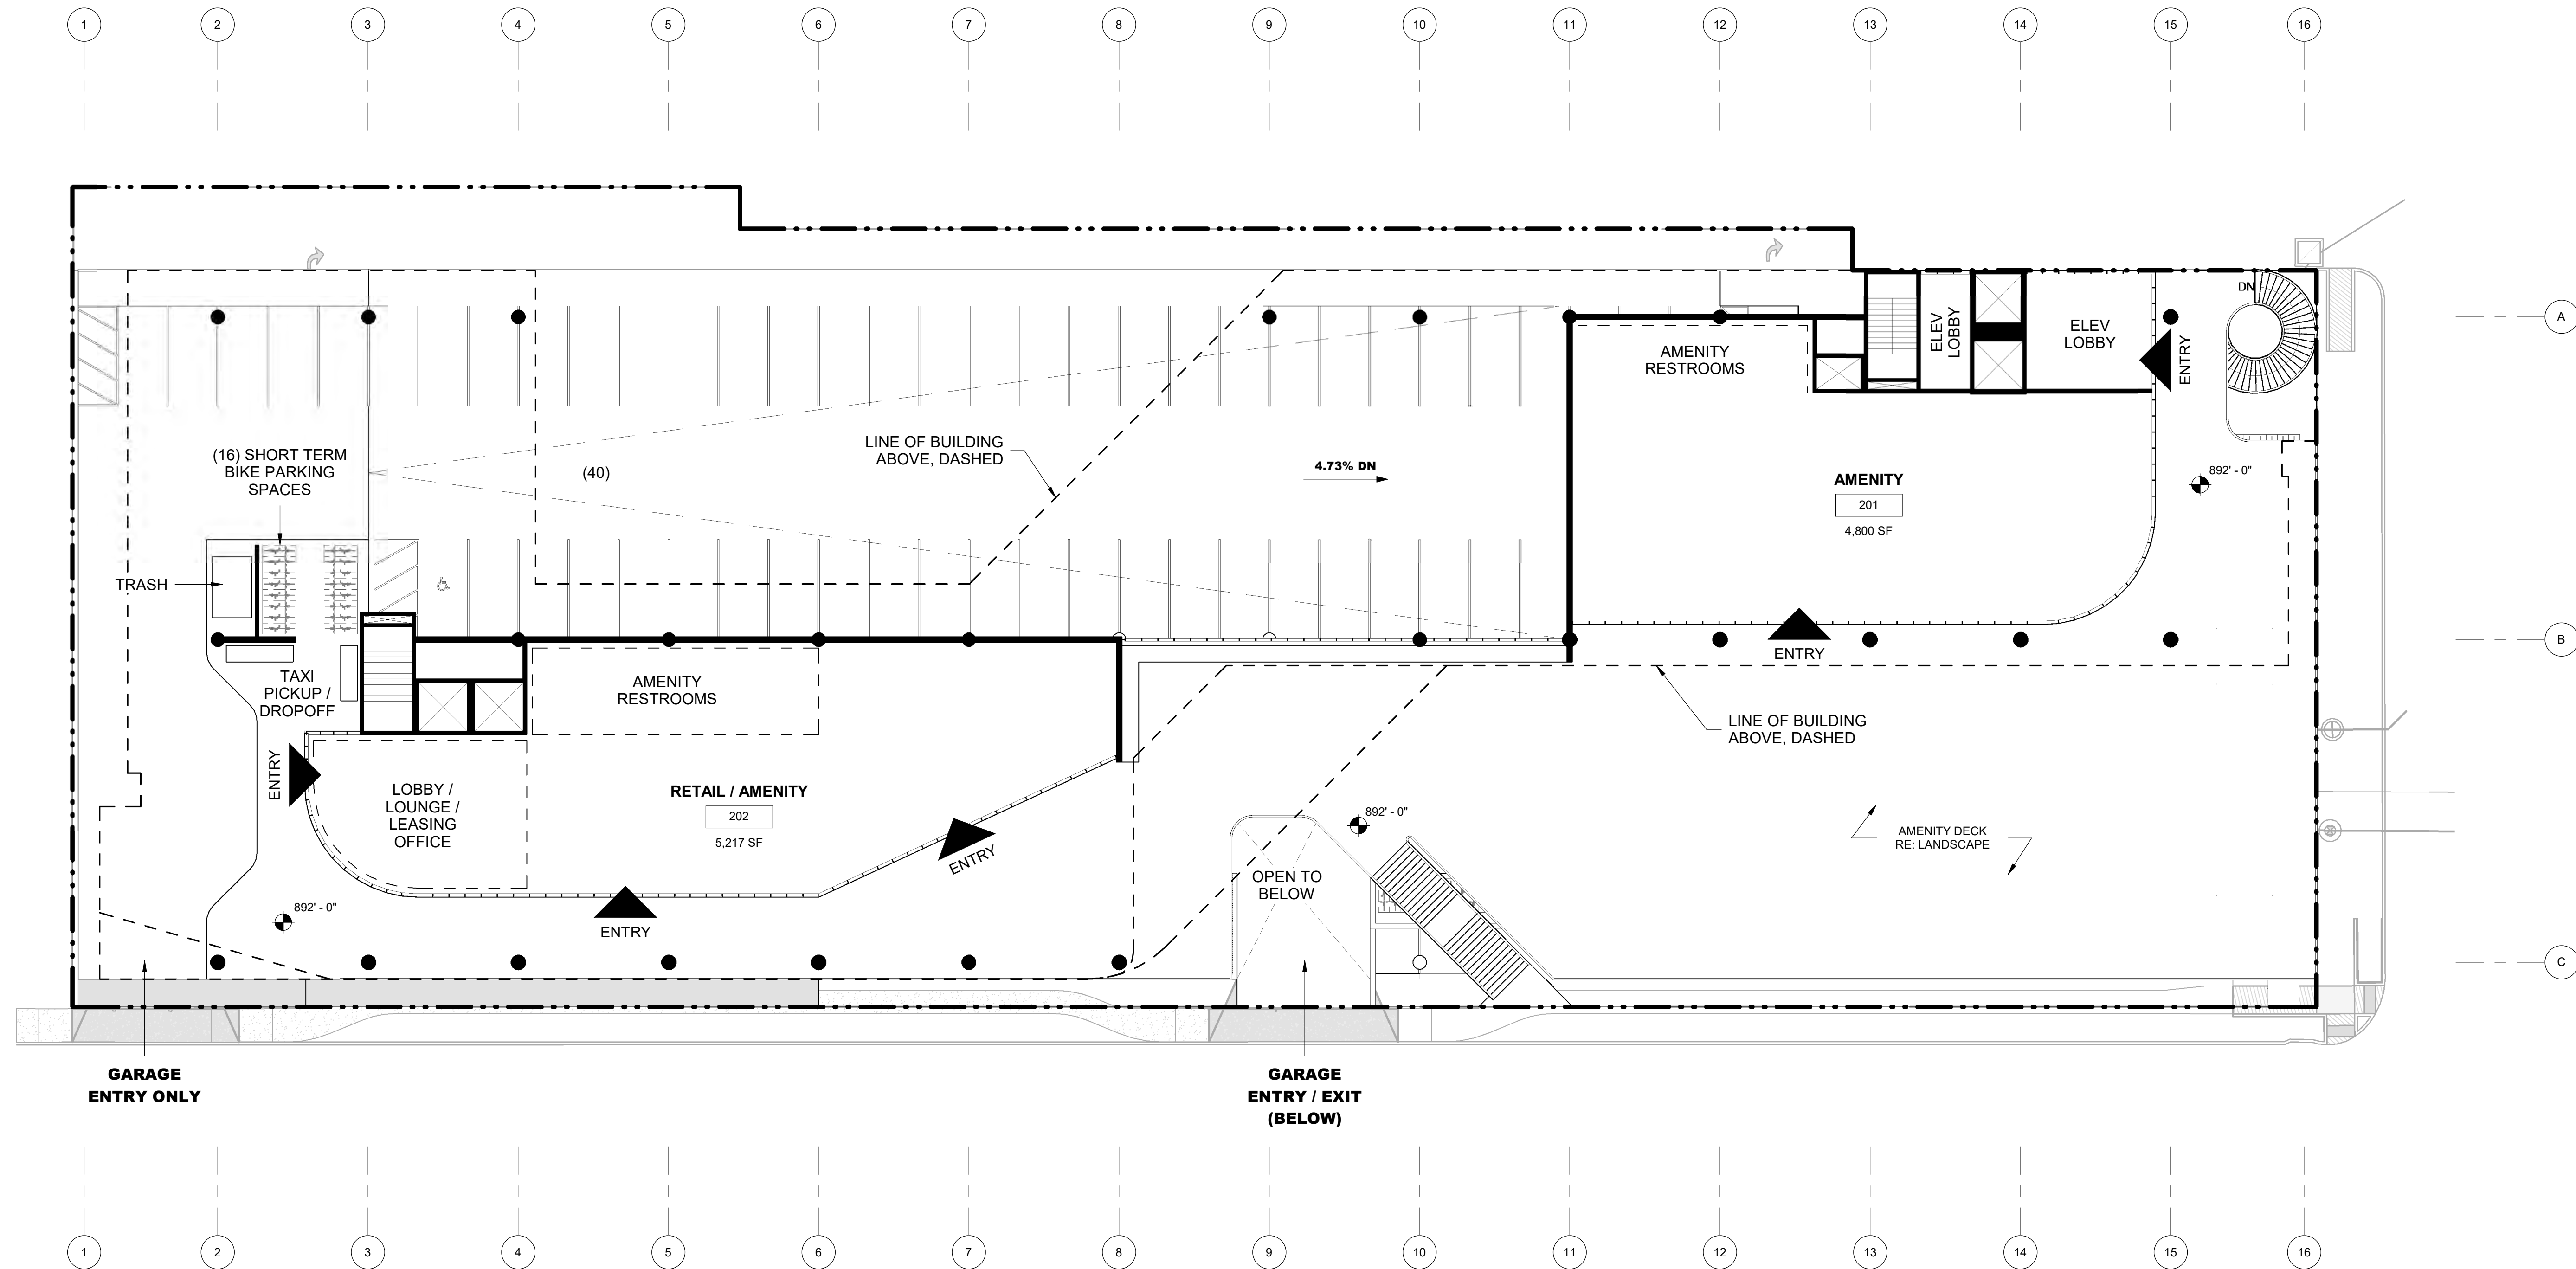 1
2
3
4
5
6
7
8
9
10
11
12
13
14
15
16
A
DN
ELEV
LOBBY
ELEV
LOBBY
ENTRY
AMENITY
RESTROOMS
LINE OF BUILDING
ABOVE, DASHED
(16) SHORT TERM
BIKE PARKING
SPACES
(40)
4.73% DN
AMENITY
201
4,800 SF
892' - 0"
TRASH
B
ENTRY
TAXI
PICKUP /
DROPOFF
AMENITY
RESTROOMS
LINE OF BUILDING
ABOVE, DASHED
ENTRY
LOBBY /
LOUNGE /
LEASING
OFFICE
RETAIL / AMENITY
202
5,217 SF
ENTRY
892' - 0"
AMENITY DECK
RE: LANDSCAPE
OPEN TO
BELOW
892' - 0"
ENTRY
C
GARAGE
ENTRY ONLY
GARAGE
ENTRY / EXIT
(BELOW)
1
2
3
4
5
6
7
8
9
10
11
12
13
14
15
16